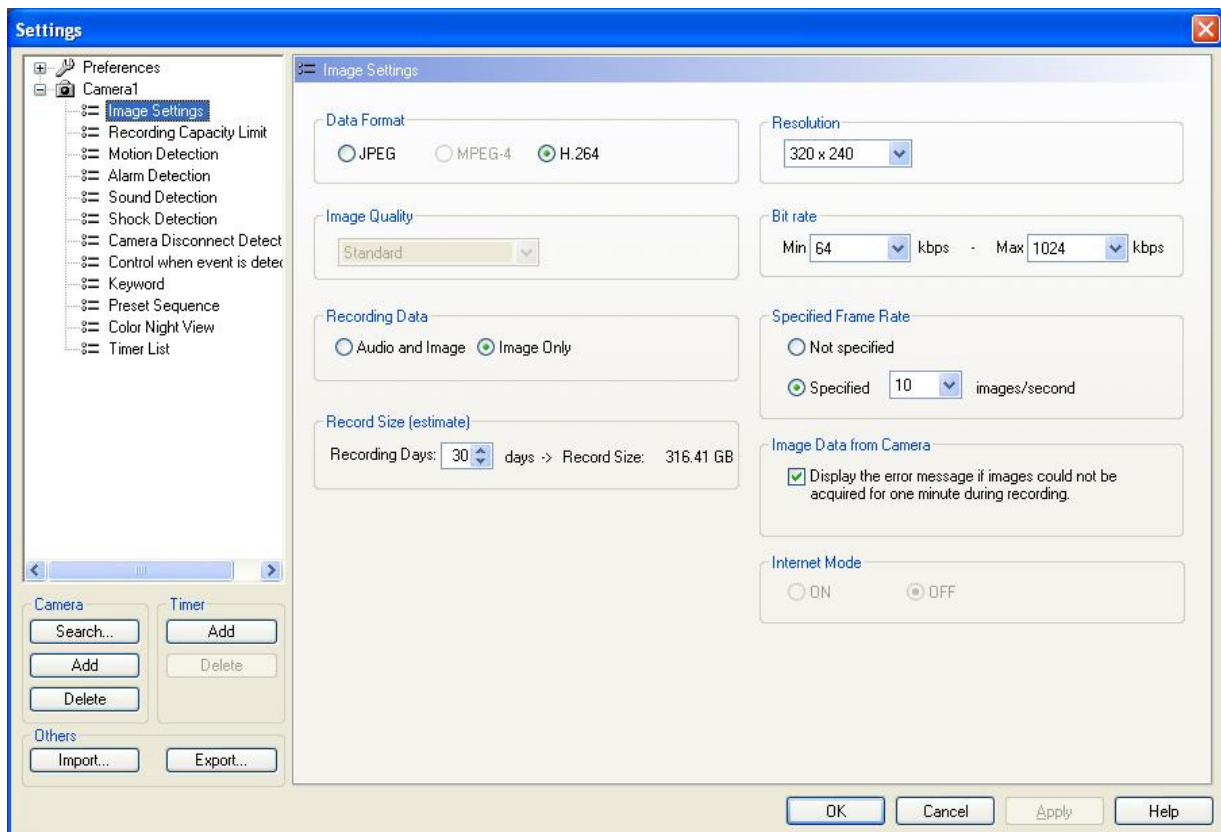 Settings
Preferences
Camera1
Image Settings
Recording Capacity Limit
Motion Detection
Alarm Detection
Sound Detection
Shock Detection
Camera Disconnect Detect
Control when event is detec
Keyword
Preset Sequence
Color Night View
Timer List
Camera
Search...
Add
Delete
Timer
Add
Delete
Others
Import...
Export...
Image Settings
Data Format
JPEG MPEG-4 H.264
Image Quality
Standard
Recording Data
Audio and Image Image Only
Record Size (estimate)
Recording Days: 30 days -> Record Size: 316.41 GB
Resolution
320 x 240
Bit rate
Min 64 kbps - Max 1024 kbps
Specified Frame Rate
Not specified
Specified 10 images/second
Image Data from Camera
Display the error message if images could not be
acquired for one minute during recording.
Internet Mode
ON OFF
OK Cancel Apply Help